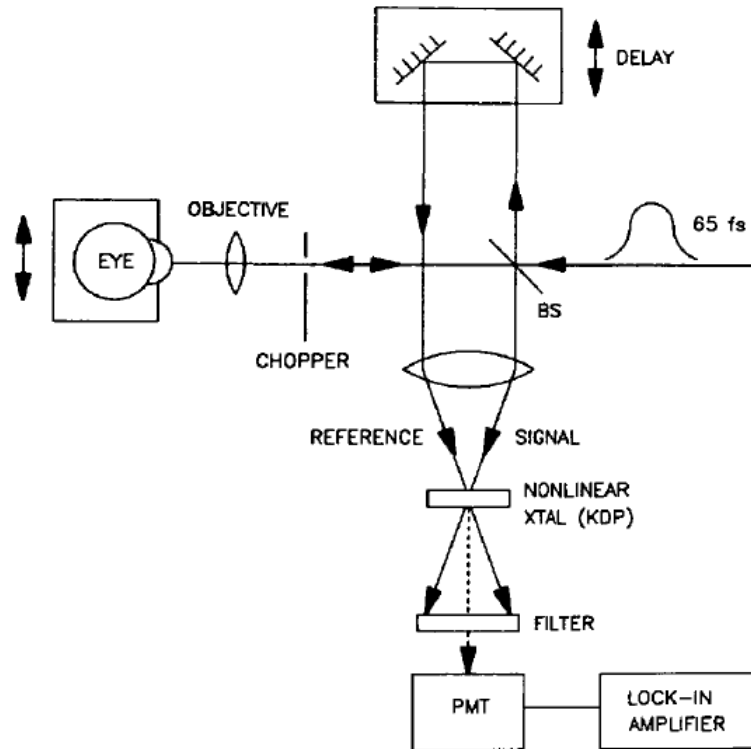 DELAY
65 fs
OBJECTIVE
EYE
BS
CHOPPER
REFERENCE
SIGNAL
NONLINEAR
XTAL (KDP)
FILTER
PMT
LOCK-IN
AMPLIFIER